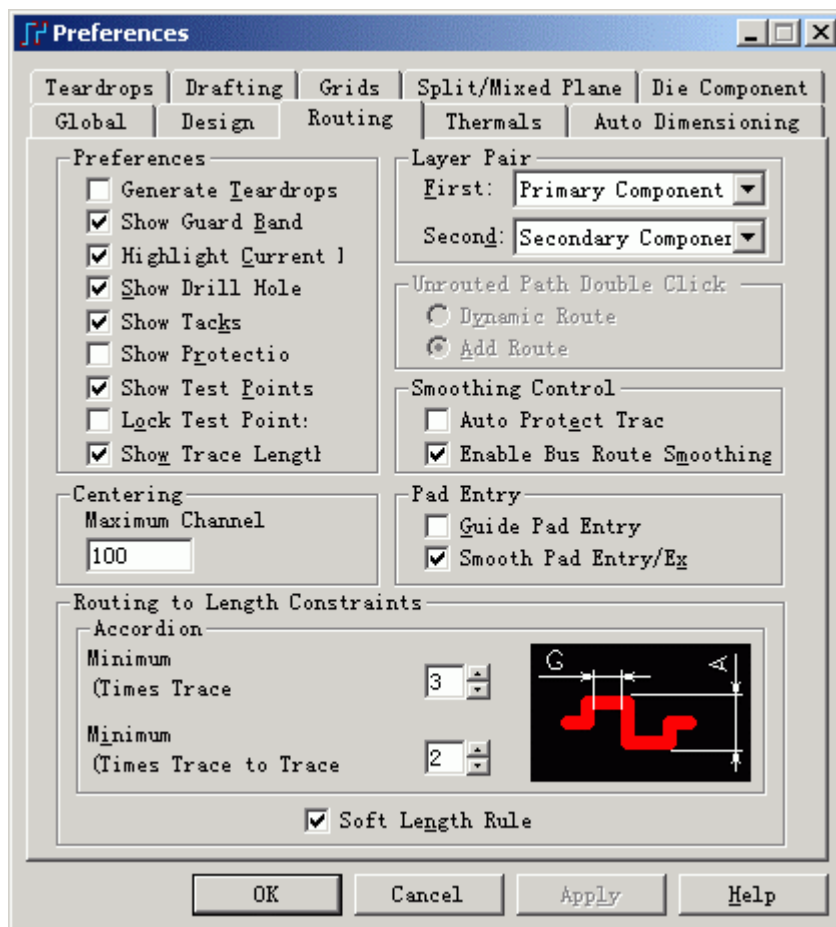 Preferences
Teardrops Drafting Grids Split/Mixed Plane Die Component
Global Design Routing Thermals Auto Dimensioning
Preferences
Generate Teardrops
Show Guard Band
Highlight Current l
Show Drill Hole
Show Tacks
Show Protectio
Show Test Points
Lock Test Point:
Show Trace Length
Layer Pair
First: Primary Component
Second: Secondary Componer
Unrouted Path Double Click
Dynamic Route
Add Route
Smoothing Control
Auto Protect Trac
Enable Bus Route Smoothing
Centering
Maximum Channel
100
Pad Entry
Guide Pad Entry
Smooth Pad Entry/Ex
Routing to Length Constraints
Accordion
Minimum
(Times Trace
3
Minimum
(Times Trace to Trace
2
G
A
Soft Length Rule
OK Cancel Apply Help